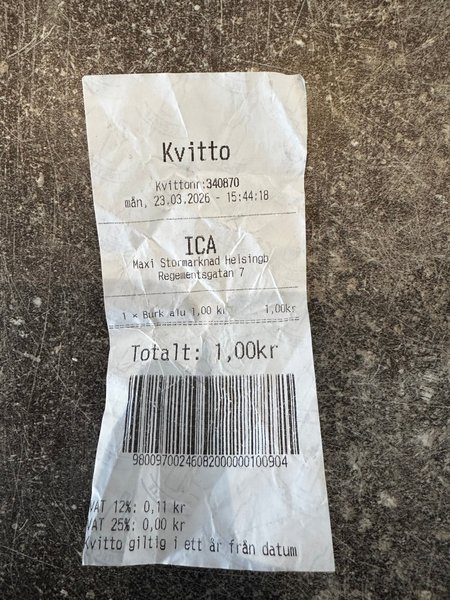 Kvitto
Kvittonr:340870
mån, 23.03.2026 - 15:44:18
ICA
Maxi Stormarknad Helsingb
Regementsgatan 7
1 × Burk alu 1,00 kr 1,00kr
Totalt: 1,00kr
98009700246082000000100904
VAT 12%: 0,11 kr
VAT 25%: 0,00 kr
Kvitto giltig i ett år från datum